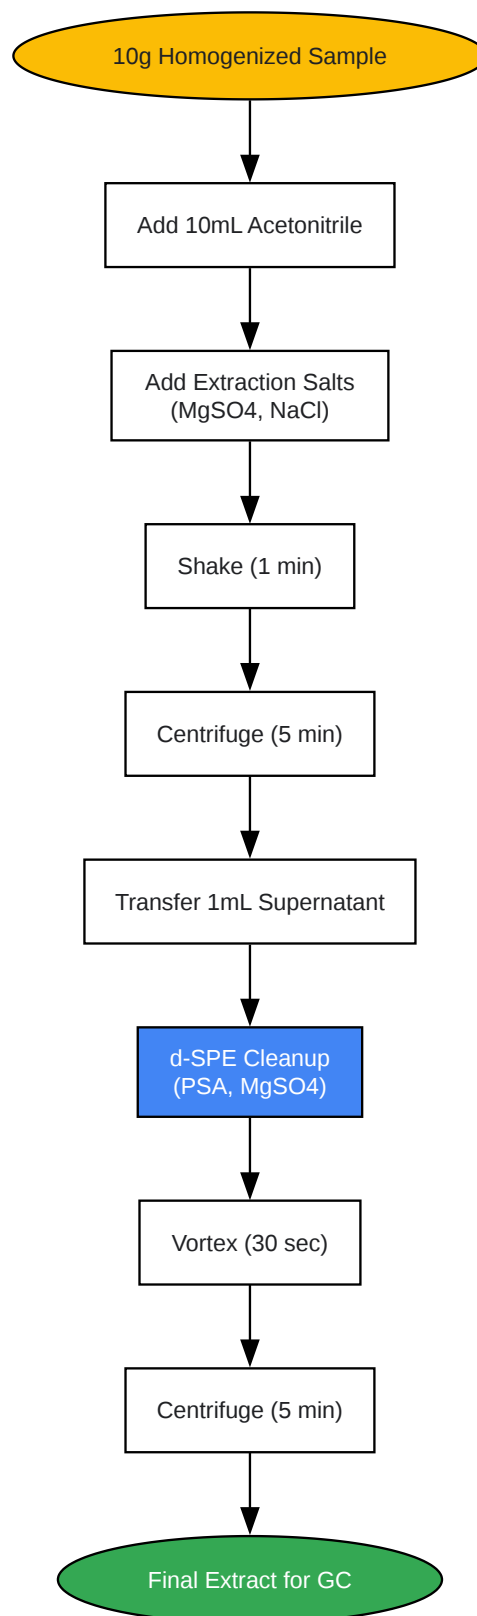 10g Homogenized Sample
Add 10mL Acetonitrile
Add Extraction Salts
(MgSO4, NaCl)
Shake (1 min)
Centrifuge (5 min)
Transfer 1mL Supernatant
d-SPE Cleanup
(PSA, MgSO4)
Vortex (30 sec)
Centrifuge (5 min)
Final Extract for GC